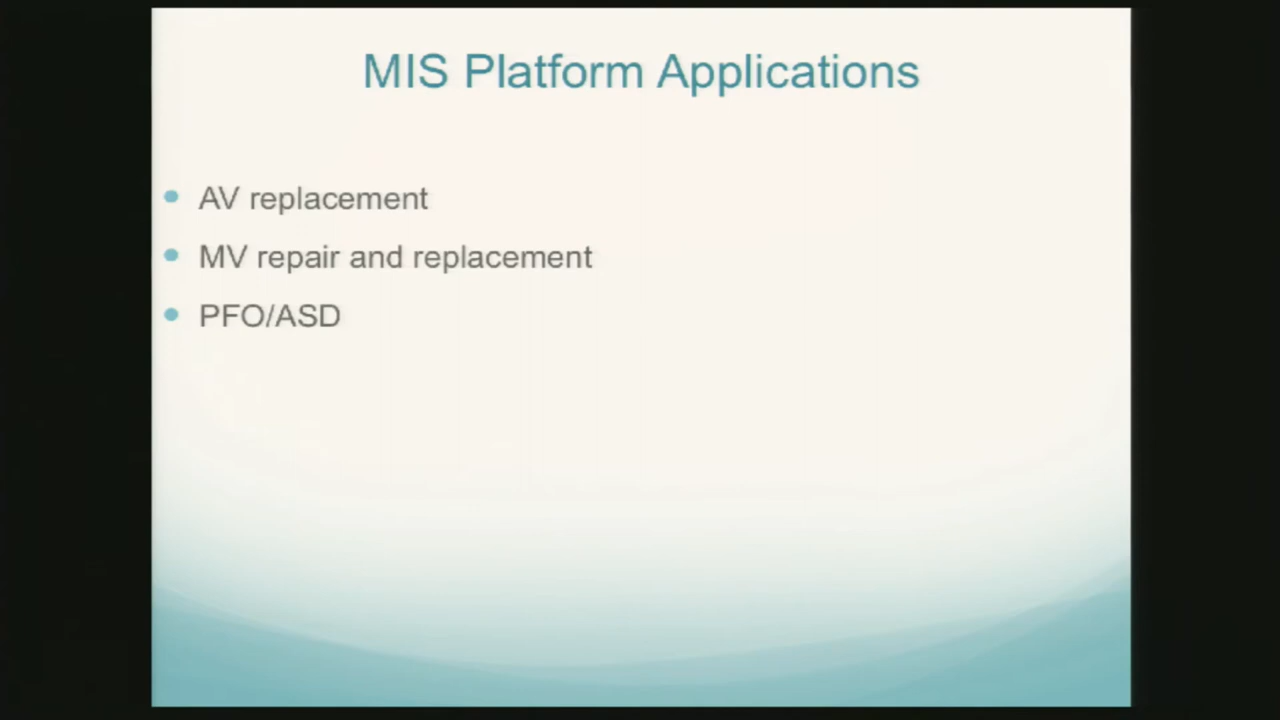 MIS Platform Applications
AV replacement
MV repair and replacement
PFO/ASD